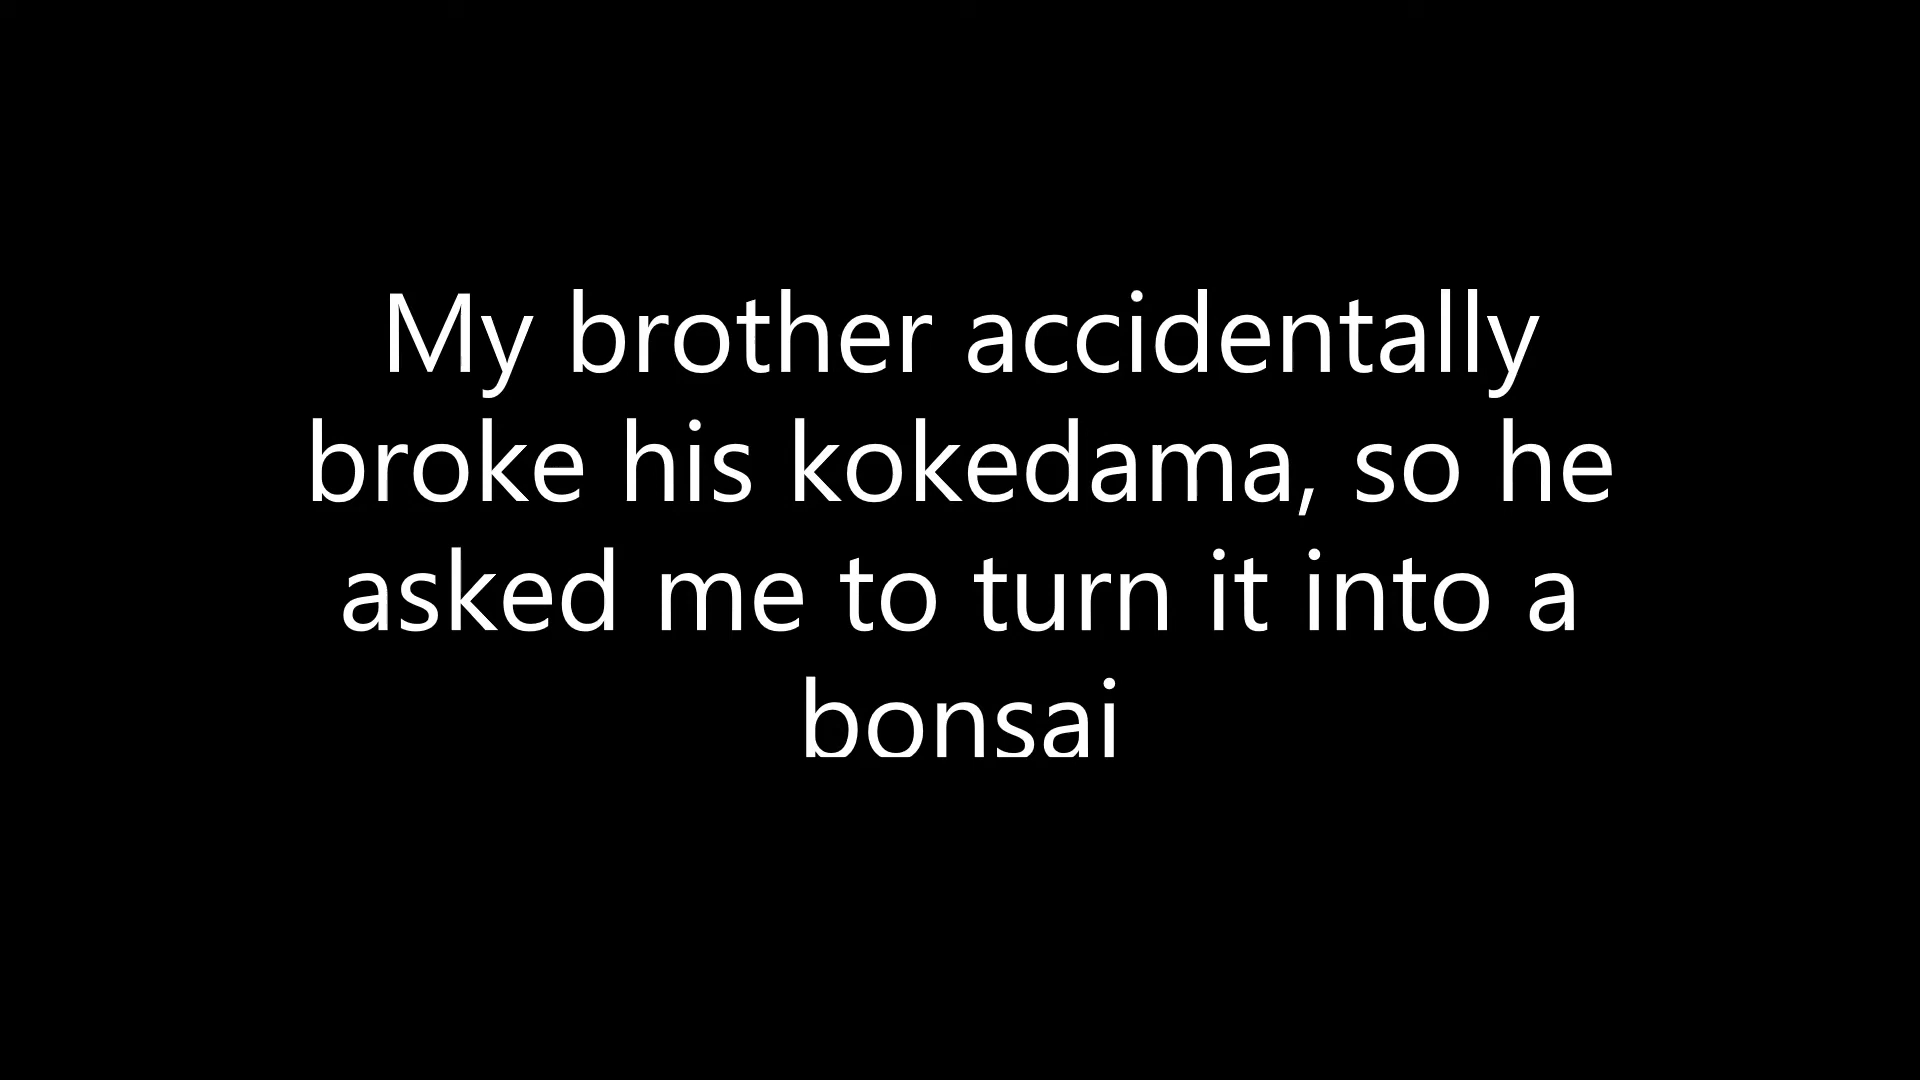 My brother accidentally
broke his kokedama, so he
asked me to turn it into a
bonsai